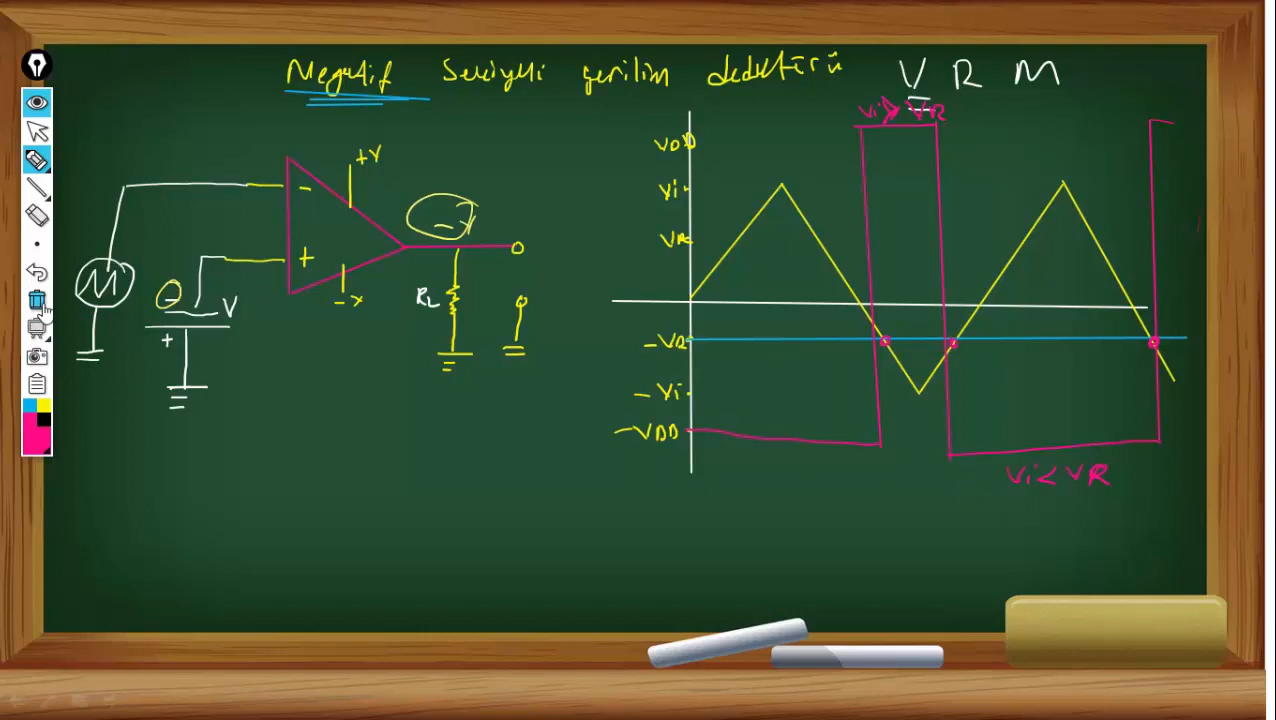 Negatif Seviyeli gerilim dedektörü V R M
Vi > VR
VDD
Vi
VR
-VR
-Vi
-VDD
Vi < VR
+V
-
-V
+
- V
+
-x
RL